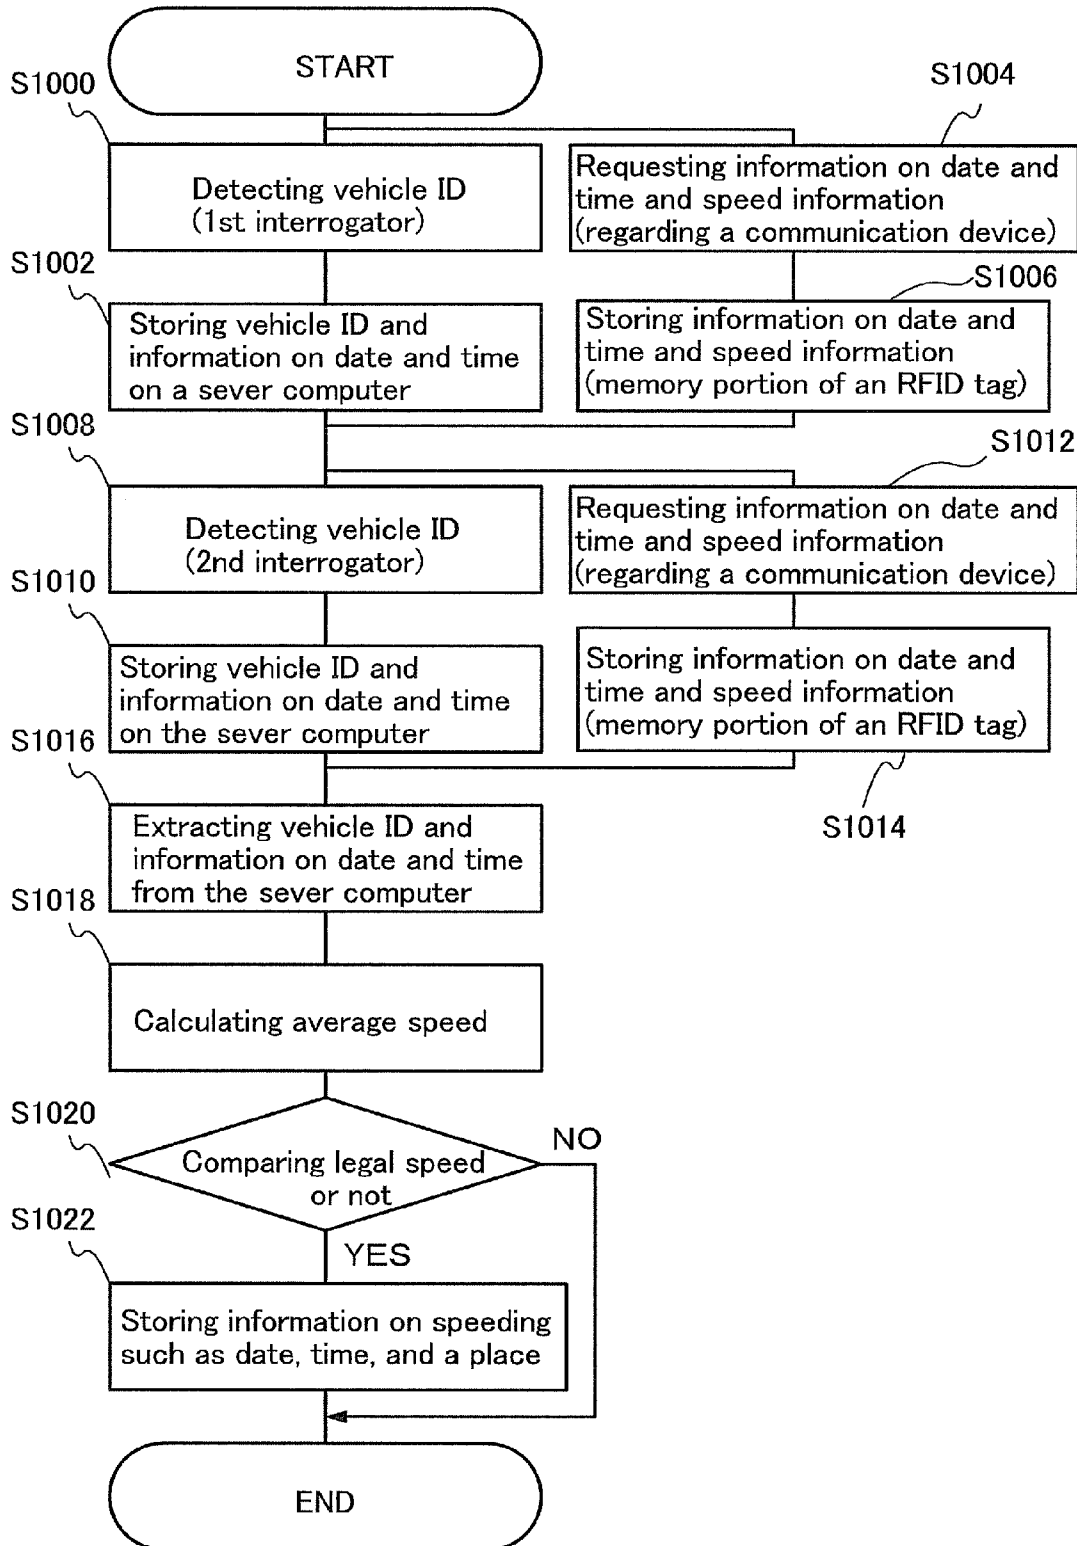 START
S1000
S1004
Detecting vehicle ID
(1st interrogator)
Requesting information on date and
time and speed information
(regarding a communication device)
S1002
S1006
Storing vehicle ID and
information on date and time
on a sever computer
Storing information on date and
time and speed information
(memory portion of an RFID tag)
S1008
S1012
Detecting vehicle ID
(2nd interrogator)
Requesting information on date and
time and speed information
(regarding a communication device)
S1010
Storing vehicle ID and
information on date and time
on the sever computer
Storing information on date and
time and speed information
(memory portion of an RFID tag)
S1016
S1014
Extracting vehicle ID and
information on date and time
from the sever computer
S1018
Calculating average speed
S1020
NO
Comparing legal speed
or not
S1022
YES
Storing information on speeding
such as date, time, and a place
END